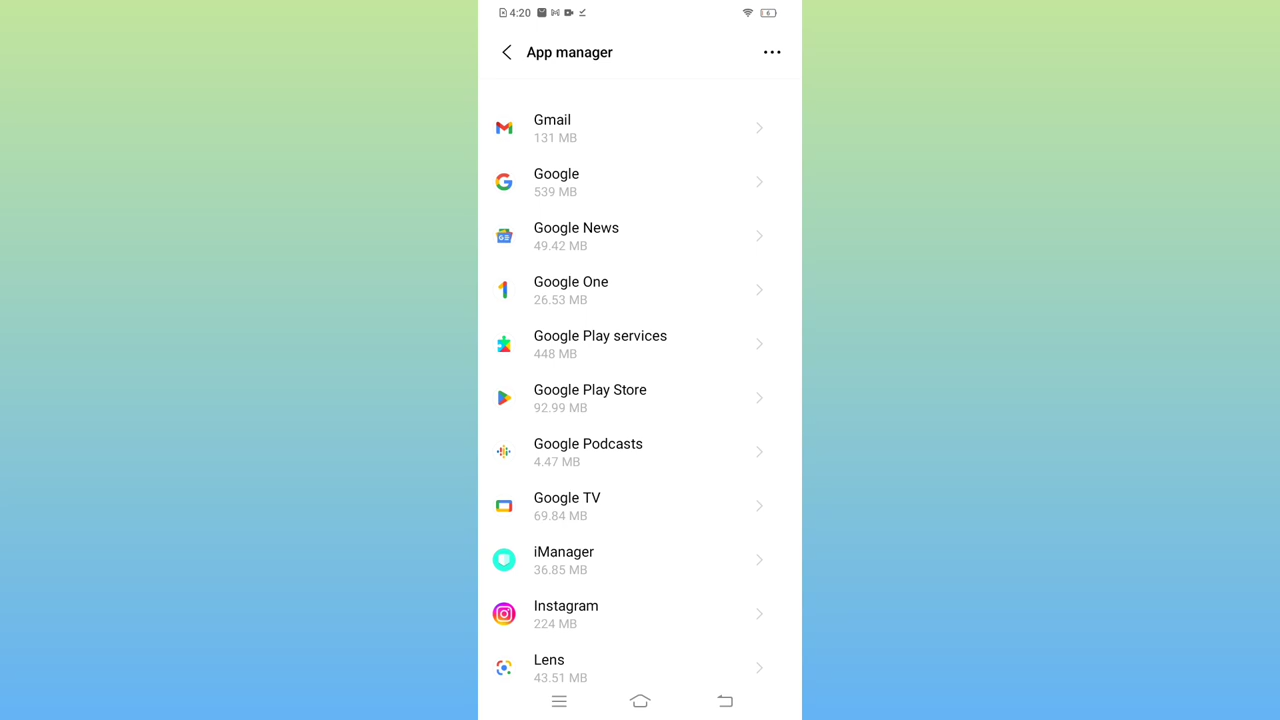 4:20
6
App manager
Gmail
131 MB
Google
539 MB
Google News
49.42 MB
Google One
26.53 MB
Google Play services
448 MB
Google Play Store
92.99 MB
Google Podcasts
4.47 MB
Google TV
69.84 MB
iManager
36.85 MB
Instagram
224 MB
Lens
43.51 MB